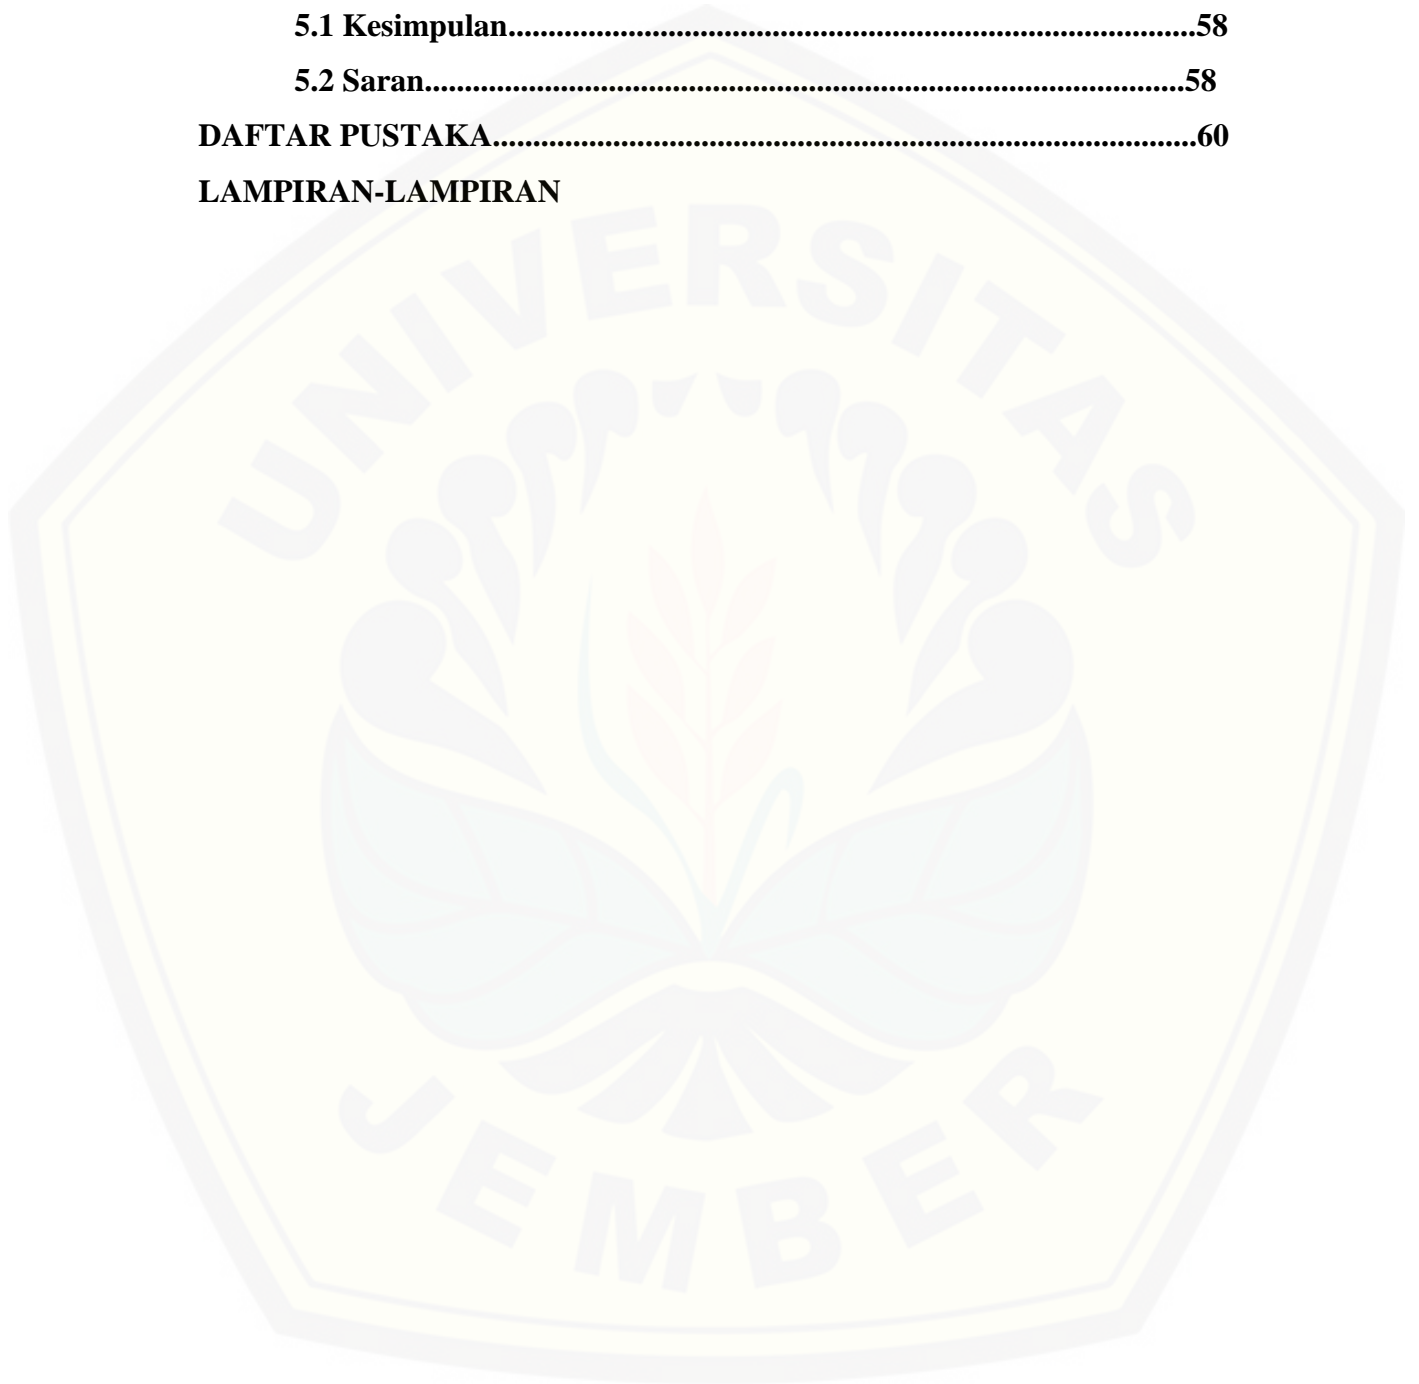 5.1 Kesimpulan......................................................................................58
5.2 Saran...............................................................................................58
DAFTAR PUSTAKA........................................................................................60
LAMPIRAN-LAMPIRAN
UNIVERSITAS
JEMBER